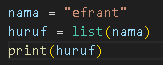 nama = "efrant"
huruf = list(nama)
print(huruf)